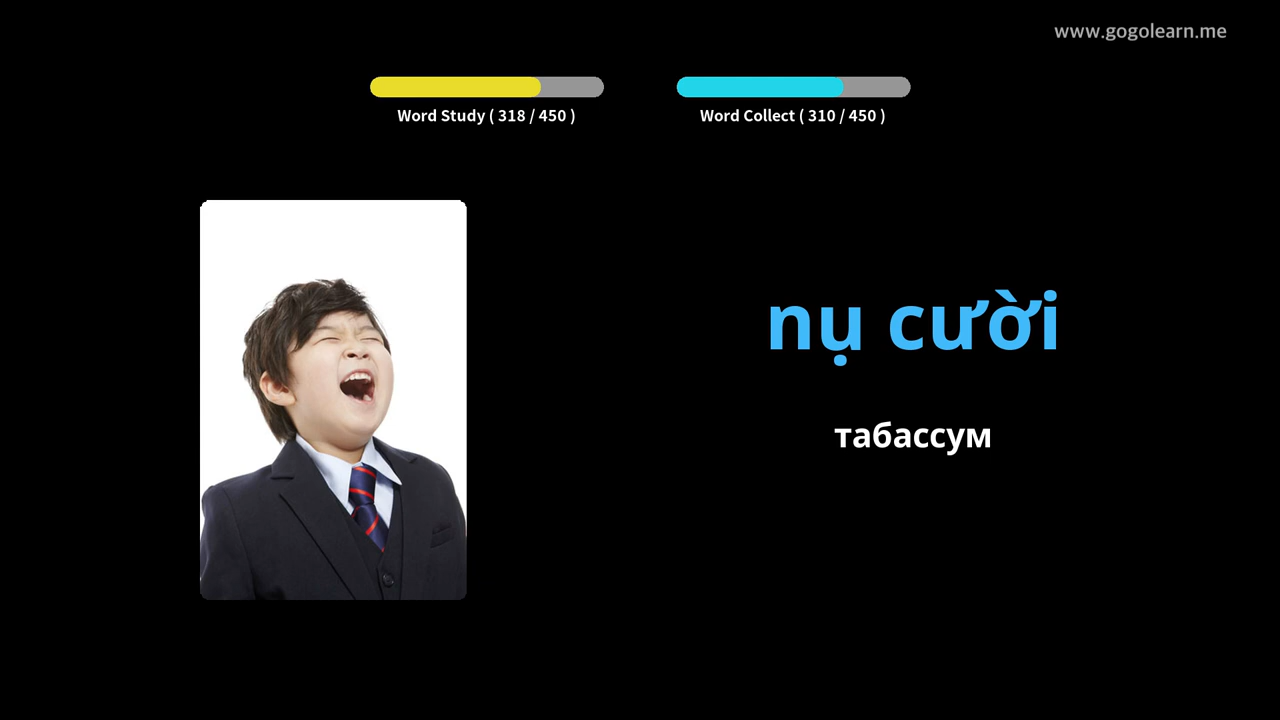 www.gogolearn.me
Word Study ( 318 / 450 )
Word Collect ( 310 / 450 )
nụ cười
табассум